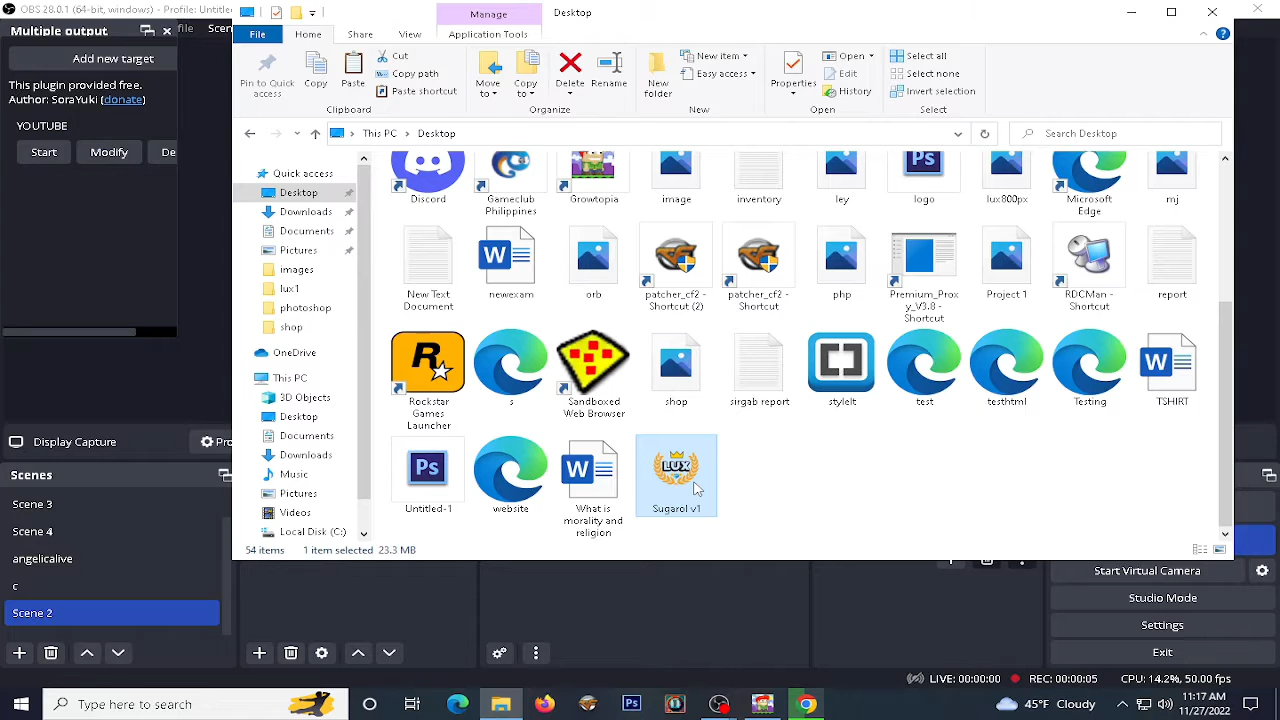 OBS 28.0.1 (64-bit, windows) - Profile: Untitle
Manage
Desktop
Multiple output
File
Home
Share
View
Application Tools
Add new target
This plugin provided free.
Author: SoraYuki (donate)
YOUTUBE
Start
Modify
De
Pin to Quick access
Copy
Paste
Cut
Copy path
Paste shortcut
Clipboard
Move to
Copy to
Delete
Rename
Organize
New folder
New item
Easy access
New
Properties
Open
Edit
History
Open
Select all
Select none
Invert selection
Select
This PC > Desktop
Search Desktop
Quick access
Desktop
Downloads
Documents
Pictures
images
lux1
photoshop
shop
OneDrive
This PC
3D Objects
Desktop
Documents
Downloads
Music
Pictures
Videos
Local Disk (C:)
Discord
Gameclub Philippines
Growtopia
image
inventory
ley
logo
lux800px
Microsoft Edge
mj
New Text Document
newexam
orb
patcher_cf2 - Shortcut (2)
patcher_cf2 - Shortcut
php
Premium_Proxy_V3.8 - Shortcut
Project 1
RDCMan - Shortcut
report
Rockstar Games Launcher
s
Sandboxed Web Browser
shop
sirgab report
styleIt
test
testhtml
Testing
TSHIRT
Untitled-1
website
What is morality and religion
LUX
Sugarol v1
54 items
1 item selected 23.3 MB
Display Capture
Pro
Scenes
Scene 3
Scene 4
angelicalive
c
Scene 2
Start Virtual Camera
Studio Mode
Settings
Exit
LIVE: 00:00:00
REC: 00:00:05
CPU: 14.2%, 50.00 fps
Type here to search
45°F Cloudy
11:17 AM
11/27/2022